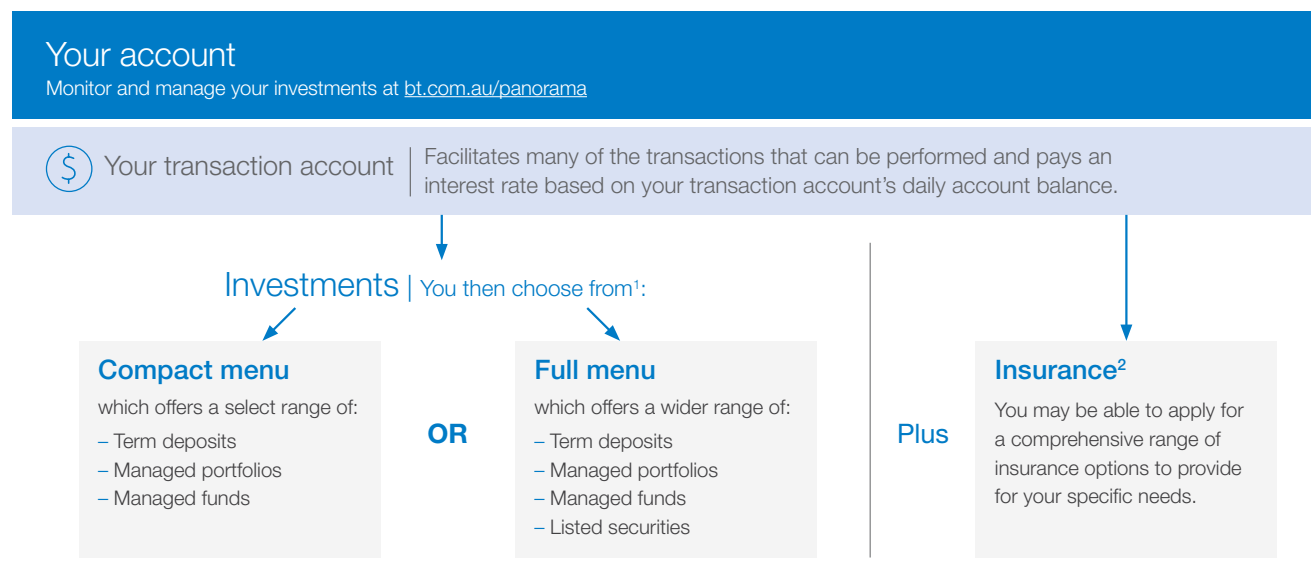 Your account
Monitor and manage your investments at bt.com.au/panorama
$
Your transaction account
Facilitates many of the transactions that can be performed and pays an
interest rate based on your transaction account’s daily account balance.
Investments | You then choose from¹:
Compact menu
which offers a select range of:
– Term deposits
– Managed portfolios
– Managed funds
OR
Full menu
which offers a wider range of:
– Term deposits
– Managed portfolios
– Managed funds
– Listed securities
Plus
Insurance²
You may be able to apply for
a comprehensive range of
insurance options to provide
for your specific needs.